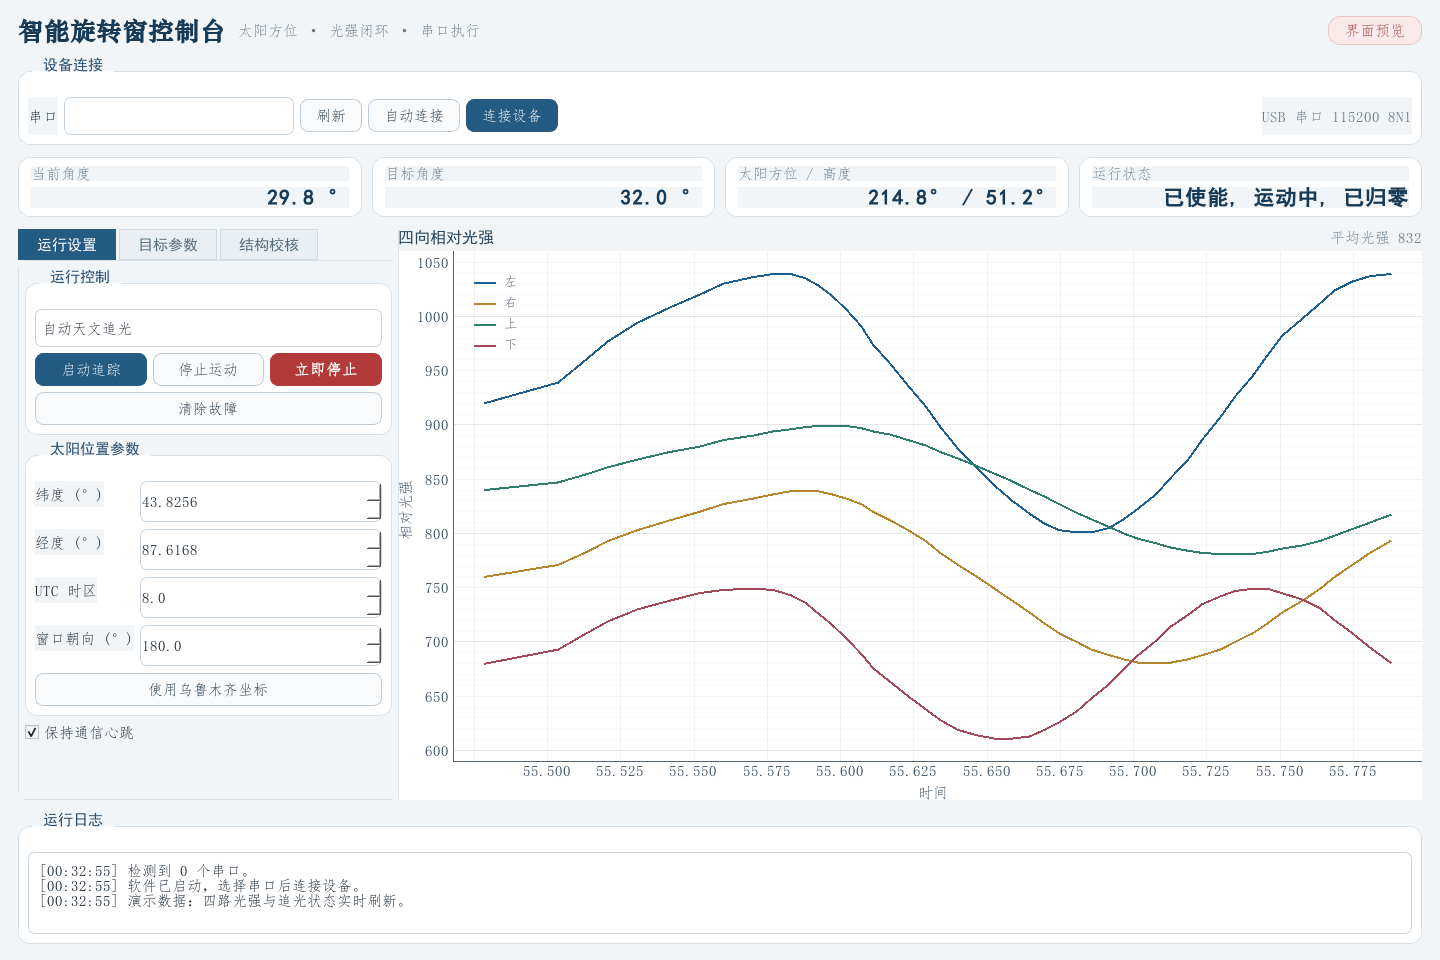 智能旋转窗控制台 太阳方位 • 光强闭环 • 串口执行 界面预览
设备连接
串口 刷新 自动连接 连接设备 USB 串口 115200 8N1
当前角度 目标角度 太阳方位 / 高度 运行状态
29.8 ° 32.0 ° 214.8° / 51.2° 已使能, 运动中, 已归零
运行设置 目标参数 结构校核
运行控制
自动天文追光
启动追踪 停止运动 立即停止
清除故障
太阳位置参数
纬度 (°) 43.8256
经度 (°) 87.6168
UTC 时区 8.0
窗口朝向 (°) 180.0
使用乌鲁木齐坐标
保持通信心跳
四向相对光强 平均光强 832
左
右
上
下
相对光强
1050
1000
950
900
850
800
750
700
650
600
55.500 55.525 55.550 55.575 55.600 55.625 55.650 55.675 55.700 55.725 55.750 55.775
时间
运行日志
[00:32:55] 检测到 0 个串口。
[00:32:55] 软件已启动, 选择串口后连接设备。
[00:32:55] 演示数据: 四路光强与追光状态实时刷新。